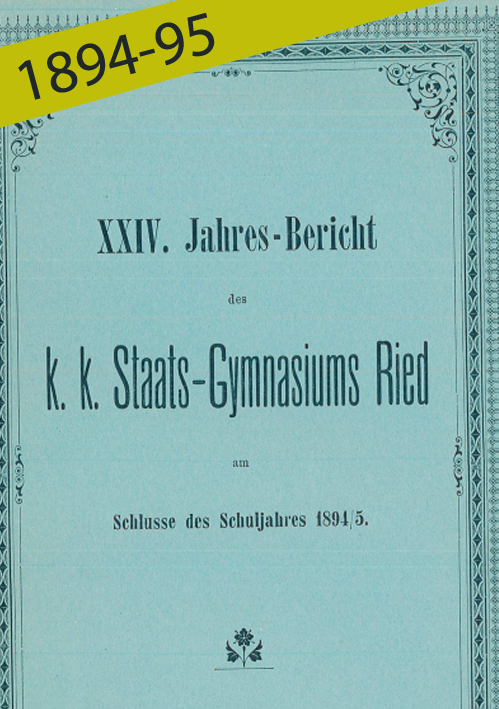 1894-95
XXIV. Jahres-Bericht
des
k. k. Staats-Gymnasiums Ried
am
Schlusse des Schuljahres 1894/5.